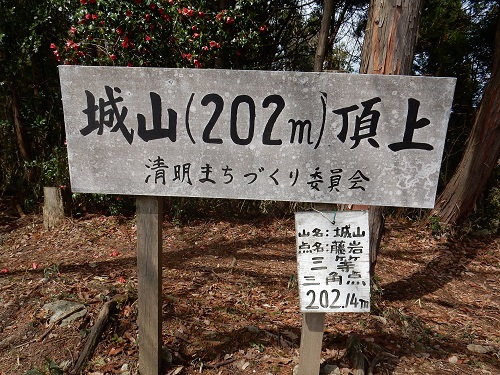 城山(202m)頂上
清明まちづくり委員会
山名:城山
点名:藤岩
三等
三角点
202.14m